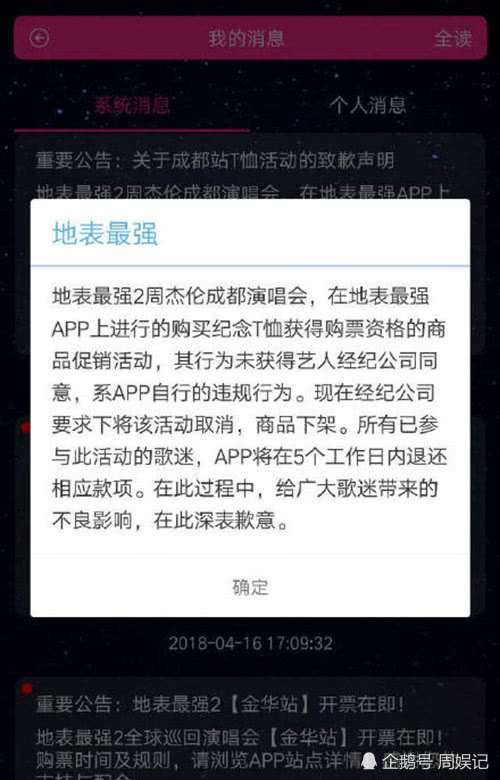 我的消息
全读
系统消息
个人消息
重要公告：关于成都站T恤活动的致歉声明
地表最强2周杰伦成都演唱会，在地表最强APP上
地表最强
地表最强2周杰伦成都演唱会，在地表最强
APP上进行的购买纪念T恤获得购票资格的商
品促销活动，其行为未获得艺人经纪公司同
意，系APP自行的违规行为。现在经纪公司
要求下将该活动取消，商品下架。所有已参
与此活动的歌迷，APP将在5个工作日内退还
相应款项。在此过程中，给广大歌迷带来的
不良影响，在此深表歉意。
确定
2018-04-16 17:09:32
重要公告：地表最强2【金华站】开票在即！
地表最强2全球巡回演唱会【金华站】开票在即！
购票时间及规则，请浏览APP站点详情
企鹅号 周娱记